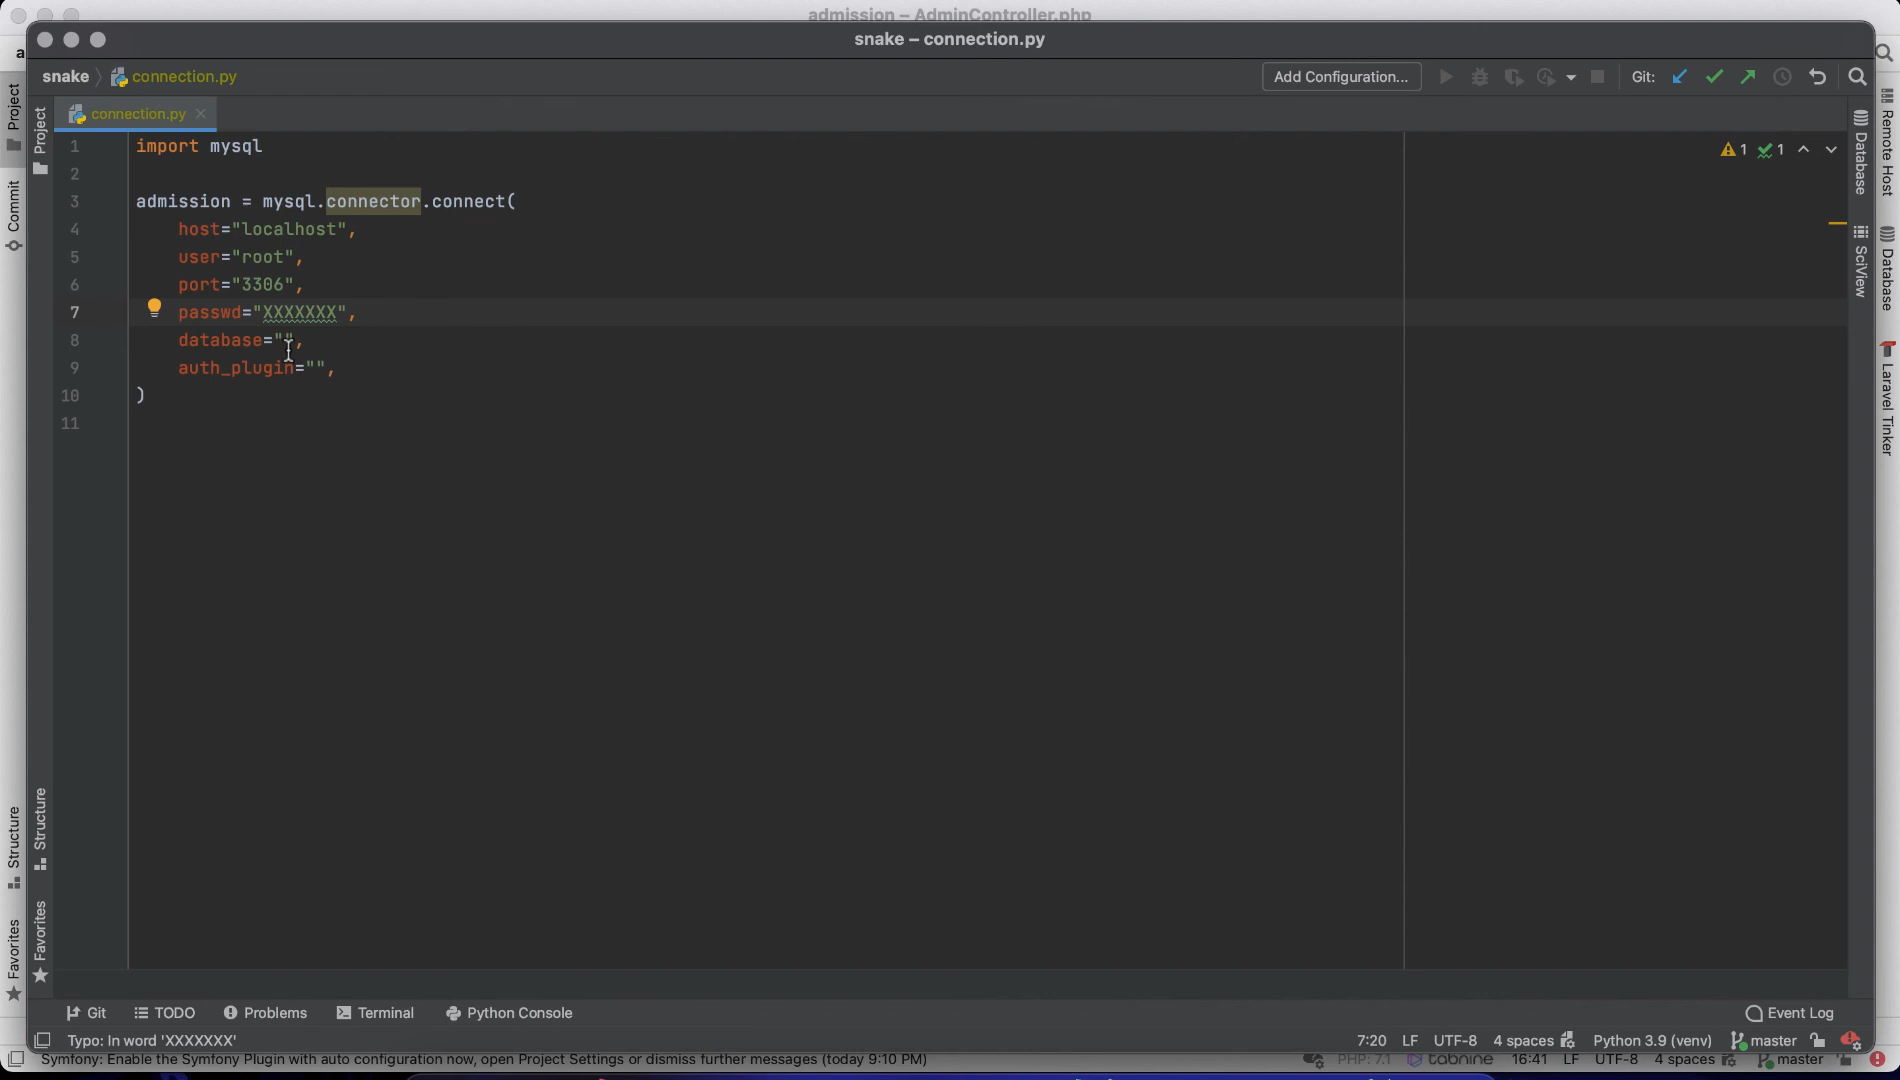 admission – AdminController.php
snake – connection.py
a
snake 〉 connection.py
Add Configuration...
Git:
connection.py
Project
Commit
Structure
Favorites
Project
Structure
Favorites
1 import mysql
2
3 admission = mysql.connector.connect(
4 host="localhost",
5 user="root",
6 port="3306",
7 passwd="XXXXXXX",
8 database="",
9 auth_plugin="",
10 )
11
1 1
Database
SciView
Remote Host
Database
Laravel Tinker
Git TODO Problems Terminal Python Console Event Log
Typo: In word 'XXXXXXX' 7:20 LF UTF-8 4 spaces Python 3.9 (venv) master
Symfony: Enable the Symfony Plugin with auto configuration now, open Project Settings or dismiss further messages (today 9:10 PM) PHP: 7.1 tabnine 16:41 LF UTF-8 4 spaces master